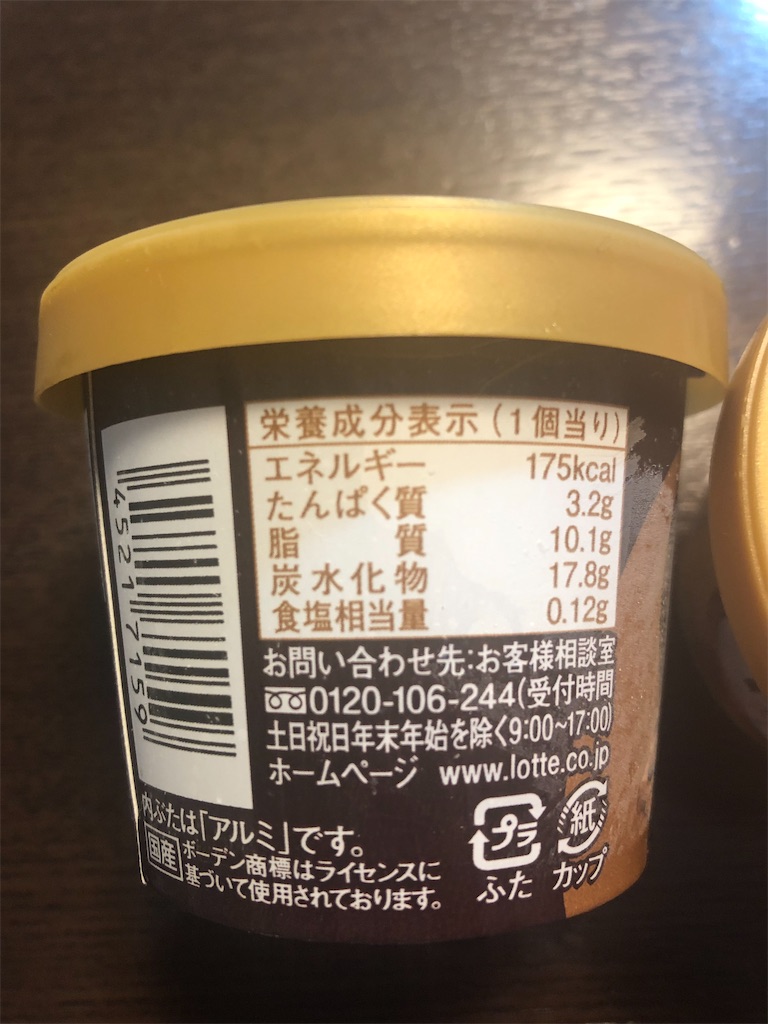 栄養成分表示(1個当り)
エネルギー 175kcal
たんぱく質 3.2g
脂質 10.1g
炭水化物 17.8g
食塩相当量 0.12g
お問い合わせ先:お客様相談室
0120-106-244(受付時間
土日祝日年末年始を除く9:00~17:00)
ホームページ www.lotte.co.jp
4521 7159
内ぶたは「アルミ」です。
国産 ボーデン商標はライセンスに
基づいて使用されております。
プラ 紙
ふた カップ